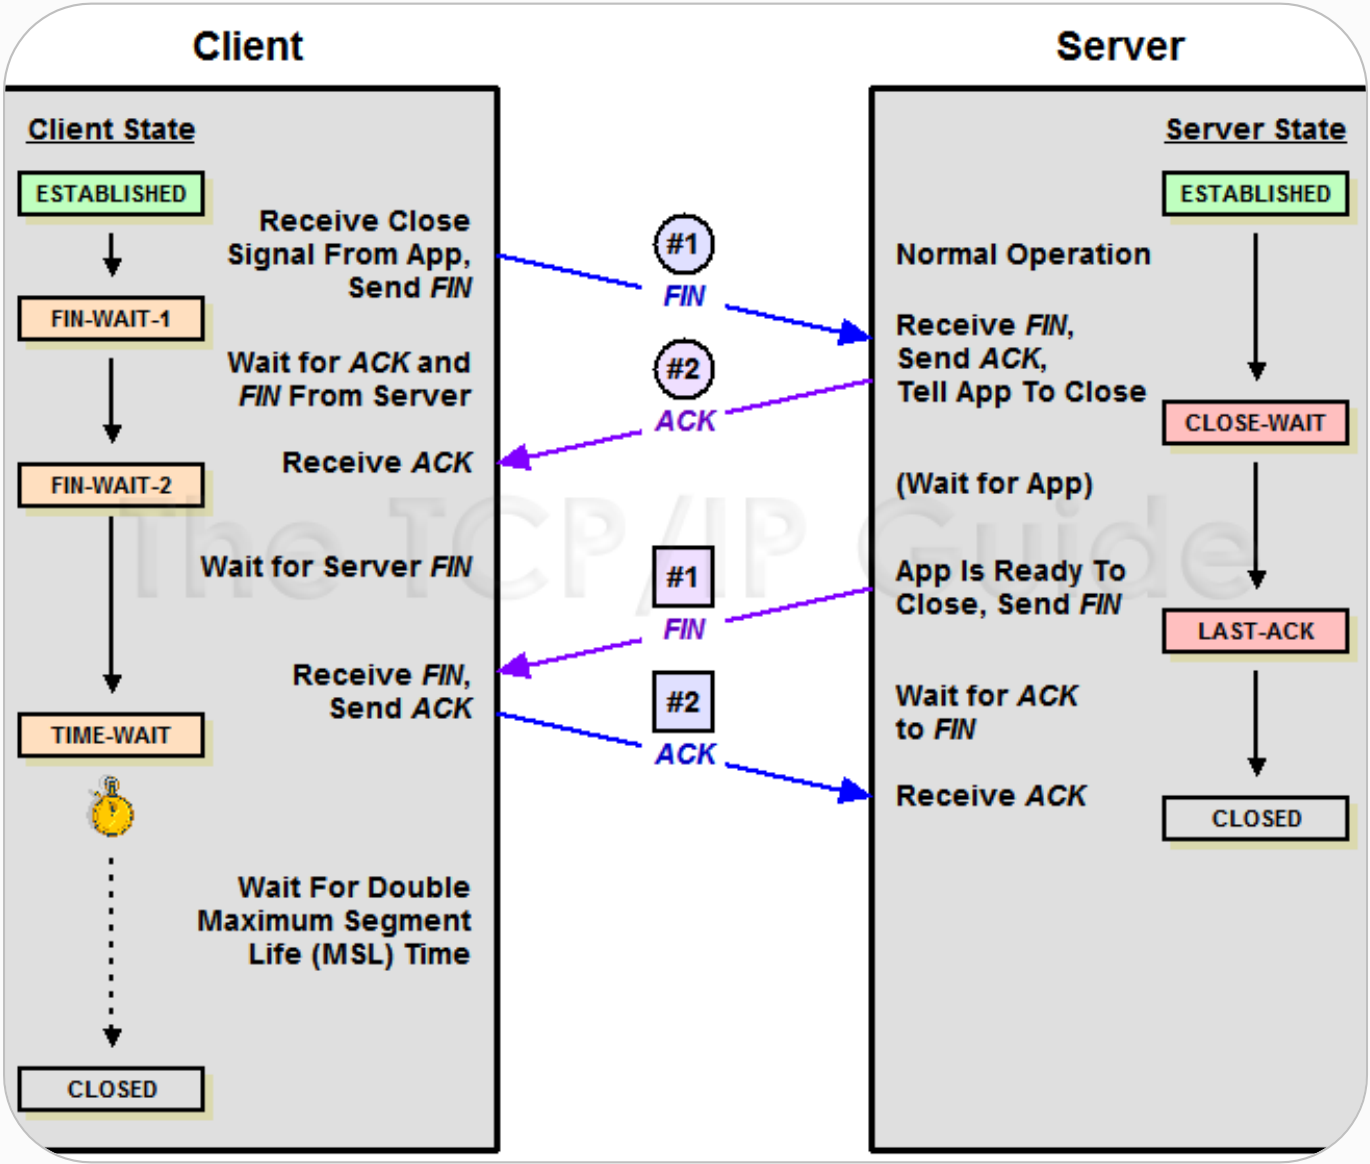 Client
Server
Client State
ESTABLISHED
Receive Close
Signal From App,
Send FIN
FIN-WAIT-1
Wait for ACK and
FIN From Server
Receive ACK
FIN-WAIT-2
Wait for Server FIN
Receive FIN,
Send ACK
TIME-WAIT
Wait For Double
Maximum Segment
Life (MSL) Time
CLOSED
#1
FIN
#2
ACK
#1
FIN
#2
ACK
Server State
ESTABLISHED
Normal Operation
Receive FIN,
Send ACK,
Tell App To Close
CLOSE-WAIT
(Wait for App)
App Is Ready To
Close, Send FIN
LAST-ACK
Wait for ACK
to FIN
Receive ACK
CLOSED
The TCP/IP Guide